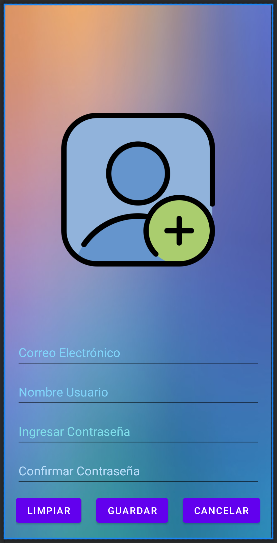 Correo Electrónico
Nombre Usuario
Ingresar Contraseña
Confirmar Contraseña
LIMPIAR GUARDAR CANCELAR